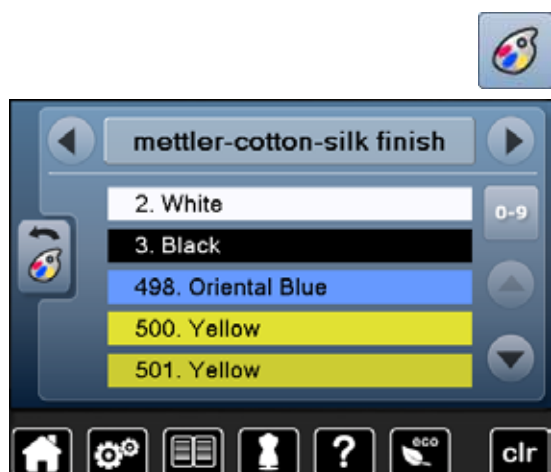 mettler-cotton-silk finish
2. White
0-9
3. Black
498. Oriental Blue
500. Yellow
501. Yellow
? eco clr